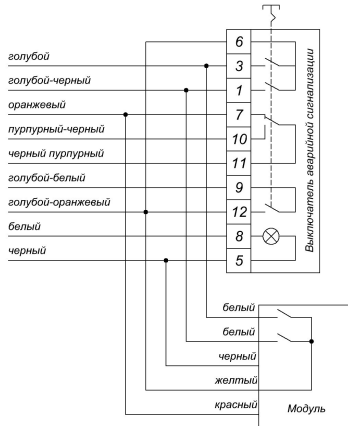 6
голубой
3
голубой-черный
1
оранжевый
7
пурпурный-черный
10
черный пурпурный
11
голубой-белый
9
голубой-оранжевый
12
белый
8
черный
5
Выключатель аварийной сигнализации
белый
белый
черный
желтый
красный
Модуль